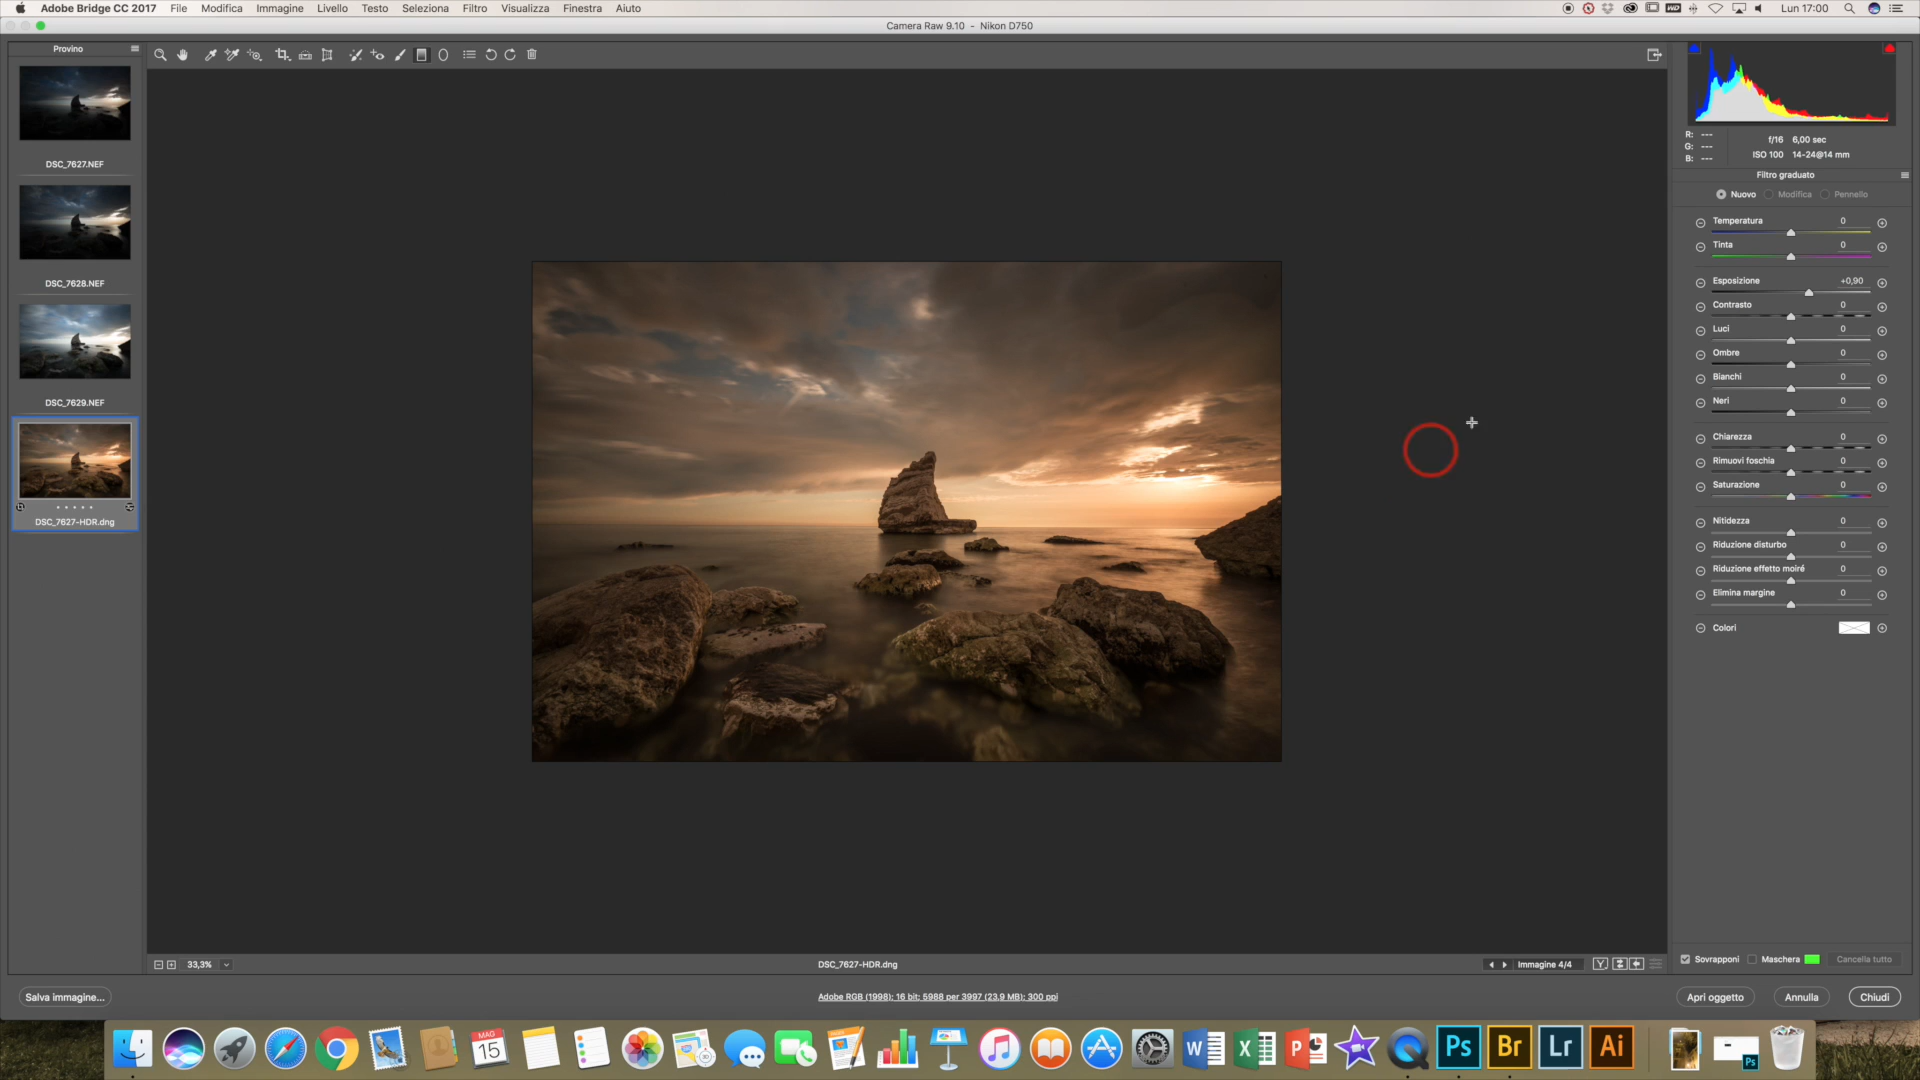 Adobe Bridge CC 2017 File Modifica Immagine Livello Testo Seleziona Filtro Visualizza Finestra Aiuto Lun 17:00
Camera Raw 9.10 - Nikon D750
Provino
DSC_7627.NEF
DSC_7628.NEF
DSC_7629.NEF
DSC_7627-HDR.dng
R: ---
G: ---
B: ---
f/16 6,00 sec
ISO 100 14-24@14 mm
Filtro graduato
Nuovo Modifica Pennello
Temperatura 0
Tinta 0
Esposizione +0,90
Contrasto 0
Luci 0
Ombre 0
Bianchi 0
Neri 0
Chiarezza 0
Rimuovi foschia 0
Saturazione 0
Nitidezza 0
Riduzione disturbo 0
Riduzione effetto moiré 0
Elimina margine 0
Colori
33,3%
DSC_7627-HDR.dng
Immagine 4/4
Y
Sovrapponi Maschera Cancella tutto
Salva immagine...
Adobe RGB (1998); 16 bit; 5988 per 3997 (23,9 MB); 300 ppi
Apri oggetto Annulla Chiudi
MAG
15
W X P
Ps Br Lr Ai
Ps